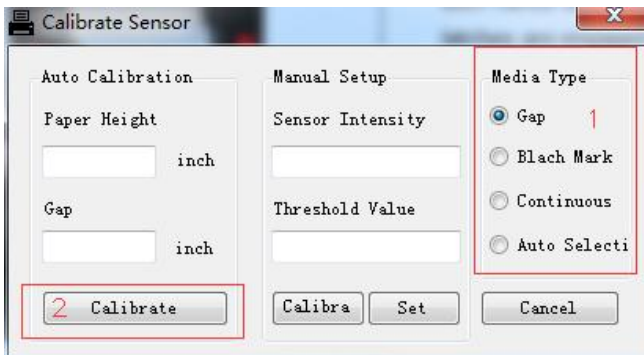 Calibrate Sensor
Auto Calibration
Paper Height
inch
Gap
inch
2 Calibrate
Manual Setup
Sensor Intensity
Threshold Value
Calibra
Set
Media Type
Gap 1
Blach Mark
Continuous
Auto Selecti
Cancel